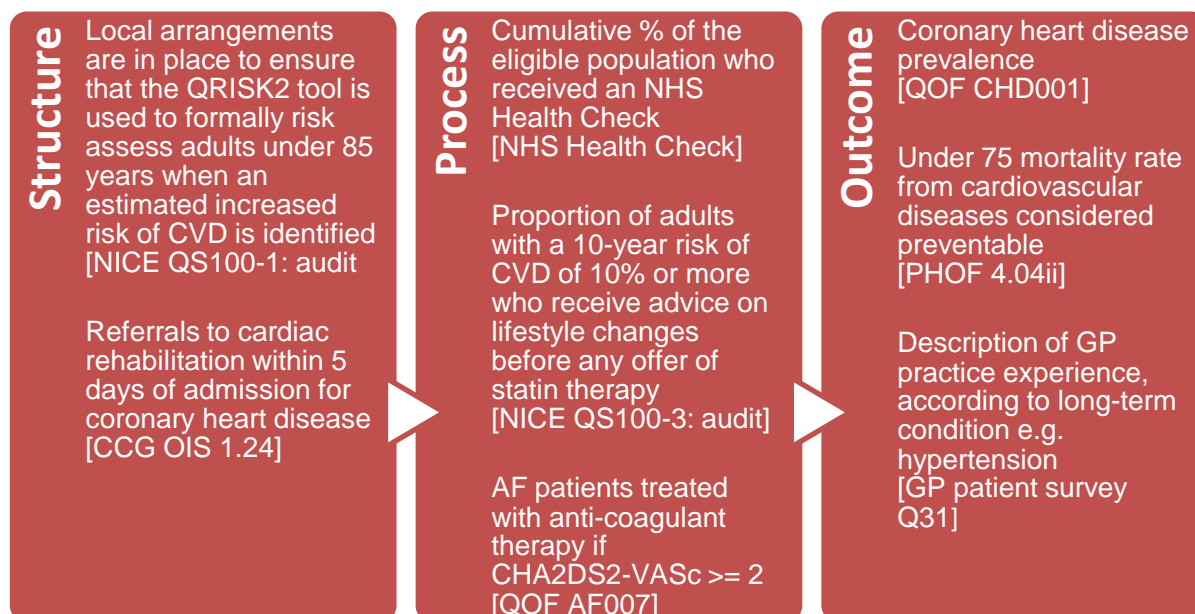 Structure
Local arrangements
are in place to ensure
that the QRISK2 tool is
used to formally risk
assess adults under 85
years when an
estimated increased
risk of CVD is identified
[NICE QS100-1: audit
Referrals to cardiac
rehabilitation within 5
days of admission for
coronary heart disease
[CCG OIS 1.24]
Process
Cumulative % of the
eligible population who
received an NHS
Health Check
[NHS Health Check]
Proportion of adults
with a 10-year risk of
CVD of 10% or more
who receive advice on
lifestyle changes
before any offer of
statin therapy
[NICE QS100-3: audit]
AF patients treated
with anti-coagulant
therapy if
CHA2DS2-VASc >= 2
[QOF AF007]
Outcome
Coronary heart disease
prevalence
[QOF CHD001]
Under 75 mortality rate
from cardiovascular
diseases considered
preventable
[PHOF 4.04ii]
Description of GP
practice experience,
according to long-term
condition e.g.
hypertension
[GP patient survey
Q31]